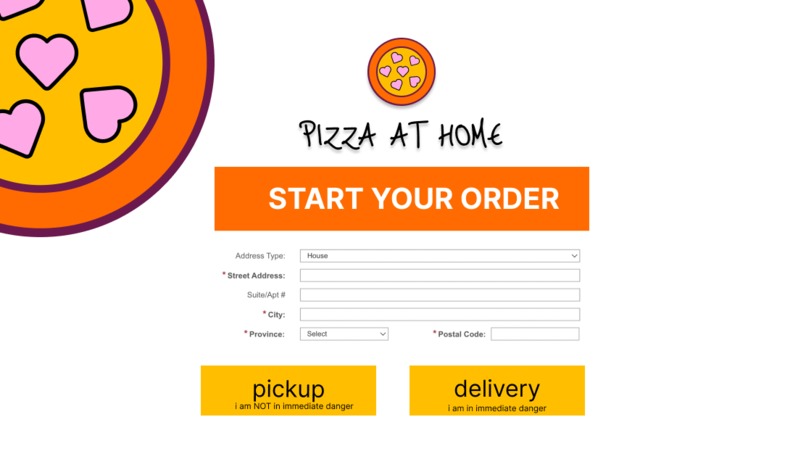 PIZZA AT HOME
START YOUR ORDER
Address Type: House
* Street Address:
Suite/Apt #
* City:
* Province: Select * Postal Code:
pickup
i am NOT in immediate danger
delivery
i am in immediate danger